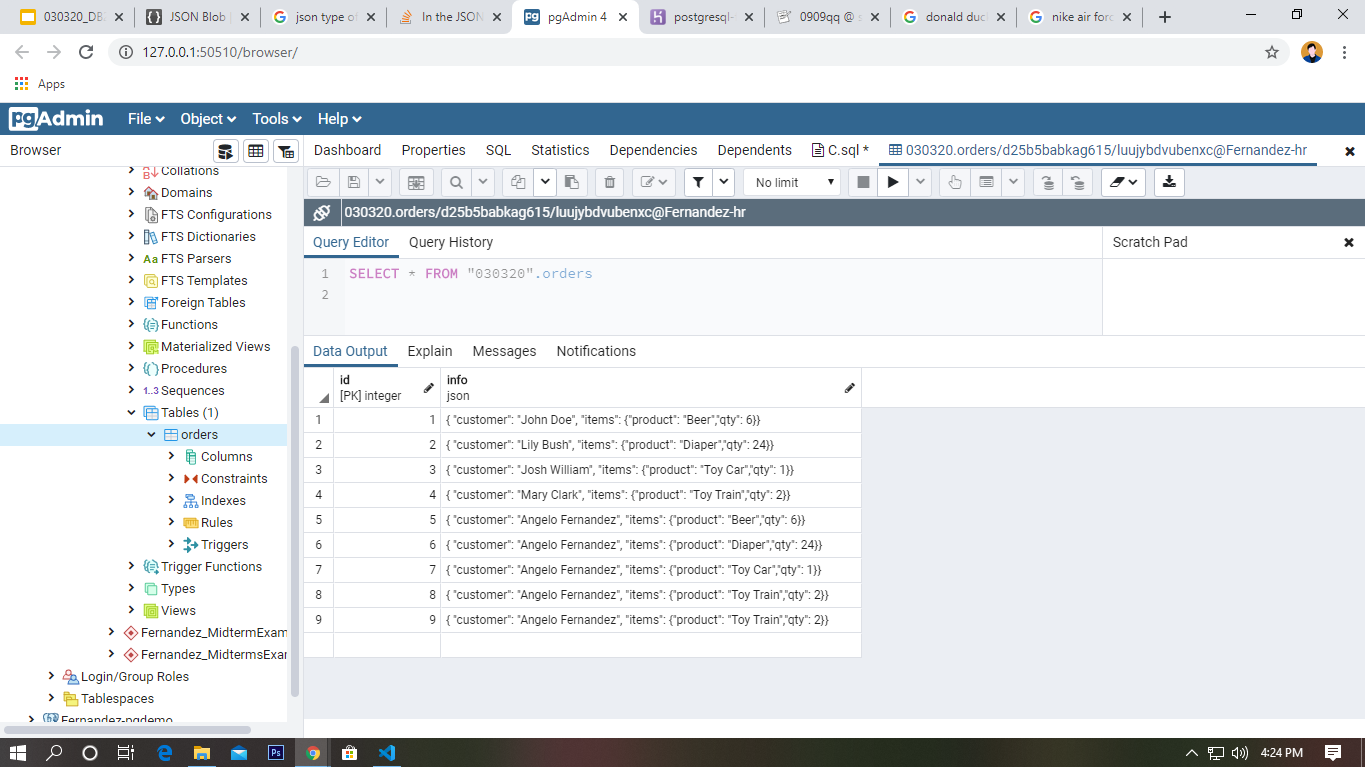 030320_DB2
JSON Blob
json type of
In the JSON
pgAdmin 4
postgresql-
0909qq @ s
donald duc
nike air forc
127.0.0.1:50510/browser/
Apps
pgAdmin
File
Object
Tools
Help
Browser
Dashboard
Properties
SQL
Statistics
Dependencies
Dependents
C.sql *
030320.orders/d25b5babkag615/luujybdvubenxc@Fernandez-hr
Collations
Domains
FTS Configurations
FTS Dictionaries
Aa FTS Parsers
FTS Templates
Foreign Tables
Functions
Materialized Views
Procedures
1..3 Sequences
Tables (1)
orders
Columns
Constraints
Indexes
Rules
Triggers
Trigger Functions
Types
Views
Fernandez_MidtermExam
Fernandez_MidtermsExar
Login/Group Roles
Tablespaces
Fernandez-pgdemo
No limit
030320.orders/d25b5babkag615/luujybdvubenxc@Fernandez-hr
Query Editor
Query History
Scratch Pad
1 SELECT * FROM "030320".orders
2
Data Output
Explain
Messages
Notifications
id
[PK] integer
info
json
1 1 { "customer": "John Doe", "items": {"product": "Beer","qty": 6}}
2 2 { "customer": "Lily Bush", "items": {"product": "Diaper","qty": 24}}
3 3 { "customer": "Josh William", "items": {"product": "Toy Car","qty": 1}}
4 4 { "customer": "Mary Clark", "items": {"product": "Toy Train","qty": 2}}
5 5 { "customer": "Angelo Fernandez", "items": {"product": "Beer","qty": 6}}
6 6 { "customer": "Angelo Fernandez", "items": {"product": "Diaper","qty": 24}}
7 7 { "customer": "Angelo Fernandez", "items": {"product": "Toy Car","qty": 1}}
8 8 { "customer": "Angelo Fernandez", "items": {"product": "Toy Train","qty": 2}}
9 9 { "customer": "Angelo Fernandez", "items": {"product": "Toy Train","qty": 2}}
Ps
4:24 PM